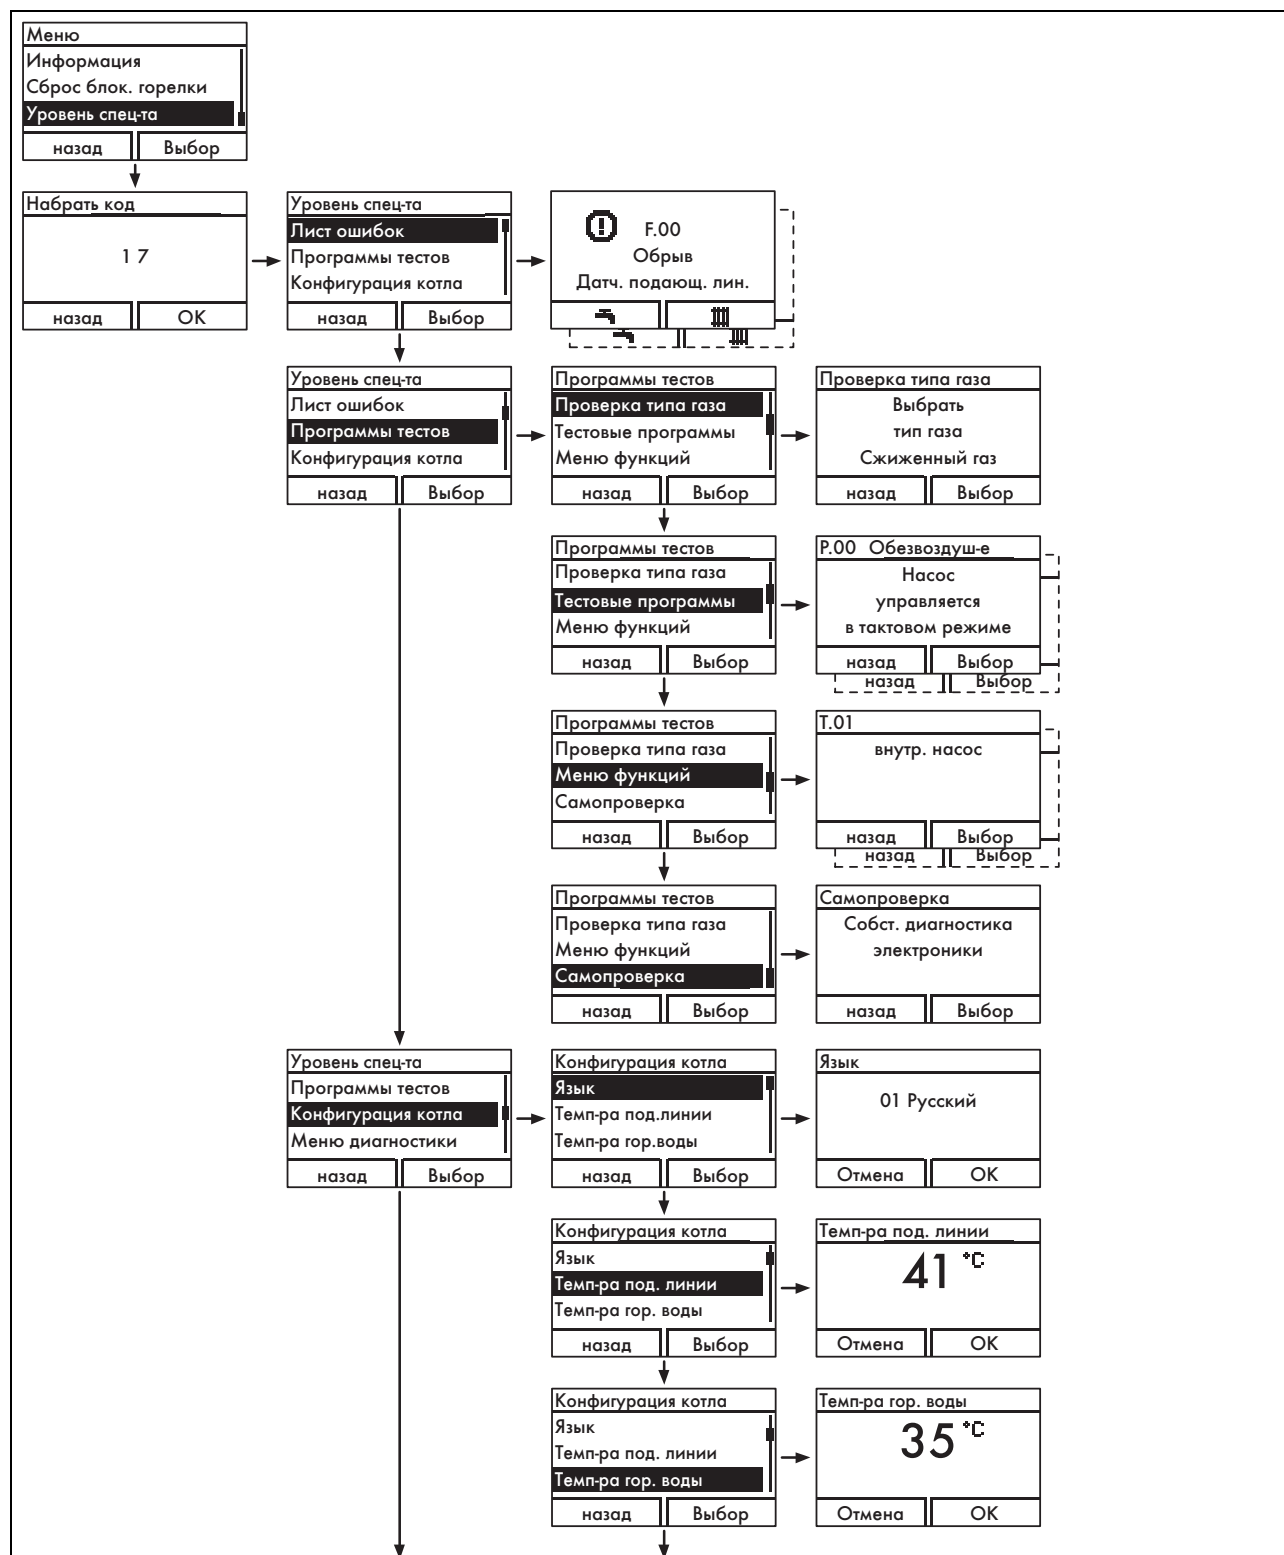 Меню
Информация
Сброс блок. горелки
Уровень спец-та
назад Выбор
Набрать код
1 7
назад OK
Уровень спец-та
Лист ошибок
Программы тестов
Конфигурация котла
назад Выбор
F.00
Обрыв
Датч. подающ. лин.
Уровень спец-та
Лист ошибок
Программы тестов
Конфигурация котла
назад Выбор
Программы тестов
Проверка типа газа
Тестовые программы
Меню функций
назад Выбор
Проверка типа газа
Выбрать
тип газа
Сжиженный газ
назад Выбор
Программы тестов
Проверка типа газа
Тестовые программы
Меню функций
назад Выбор
P.00 Обезвоздуш-е
Насос
управляется
в тактовом режиме
назад Выбор
назад Выбор
Программы тестов
Проверка типа газа
Меню функций
Самопроверка
назад Выбор
T.01
внутр. насос
назад Выбор
назад Выбор
Программы тестов
Проверка типа газа
Меню функций
Самопроверка
назад Выбор
Самопроверка
Собст. диагностика
электроники
назад Выбор
Уровень спец-та
Программы тестов
Конфигурация котла
Меню диагностики
назад Выбор
Конфигурация котла
Язык
Темп-ра под.линии
Темп-ра гор.воды
назад Выбор
Язык
01 Русский
Отмена OK
Конфигурация котла
Язык
Темп-ра под. линии
Темп-ра гор. воды
назад Выбор
Темп-ра под. линии
41 °C
Отмена OK
Конфигурация котла
Язык
Темп-ра под. линии
Темп-ра гор. воды
назад Выбор
Темп-ра гор. воды
35 °C
Отмена OK